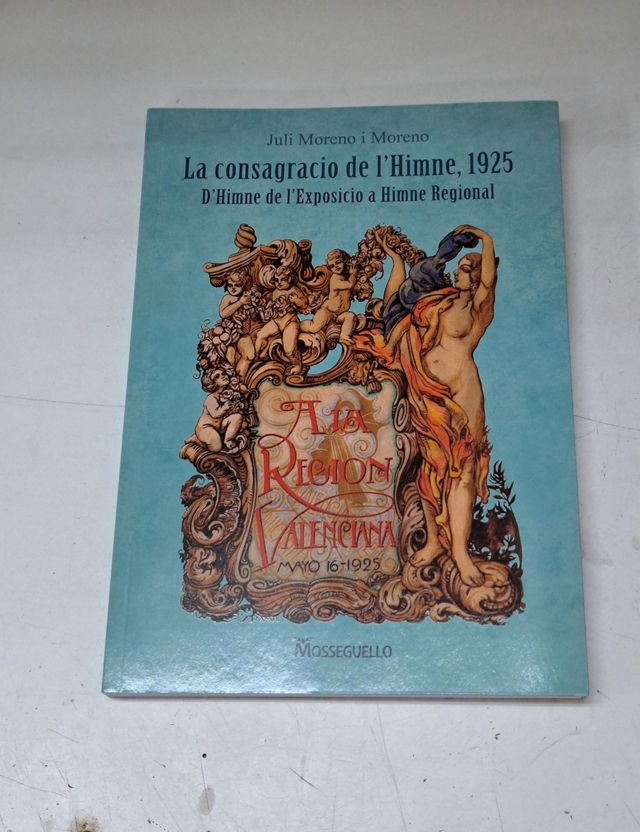 Juli Moreno i Moreno
La consagracio de l'Himne, 1925
D'Himne de l'Exposicio a Himne Regional
A LA
REGION
VALENCIANA
MAYO 16-1925
MOSSEGUELLO